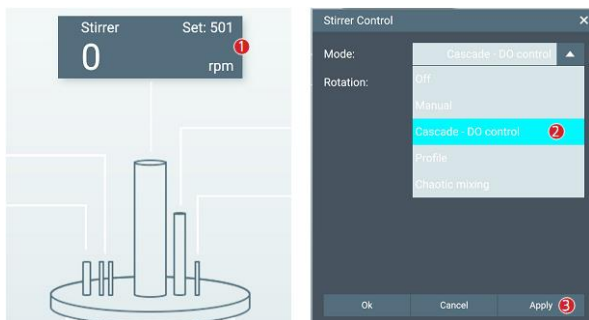 Stirrer Set: 501
0 rpm
1
Stirrer Control ×
Mode: Cascade - DO control
Rotation:
Off
Manual
Cascade - DO control 2
Profile
Chaotic mixing
Ok Cancel Apply 3